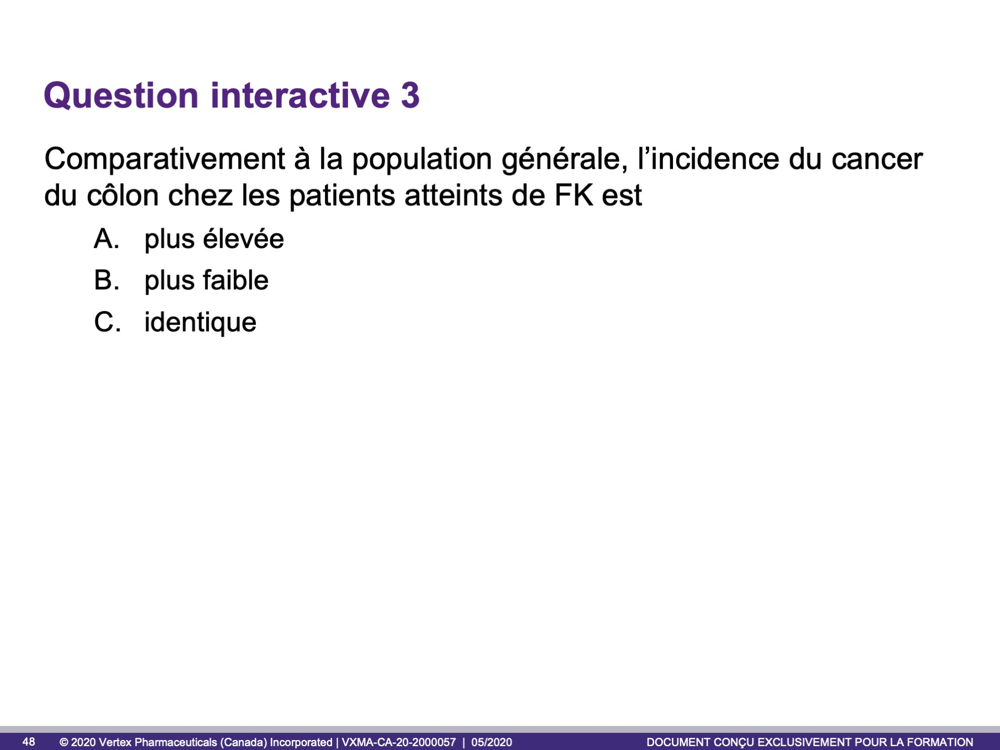 Question interactive 3
Comparativement à la population générale, l’incidence du cancer
du côlon chez les patients atteints de FK est
A. plus élevée
B. plus faible
C. identique
48 © 2020 Vertex Pharmaceuticals (Canada) Incorporated | VXMA-CA-20-2000057 | 05/2020 DOCUMENT CONÇU EXCLUSIVEMENT POUR LA FORMATION